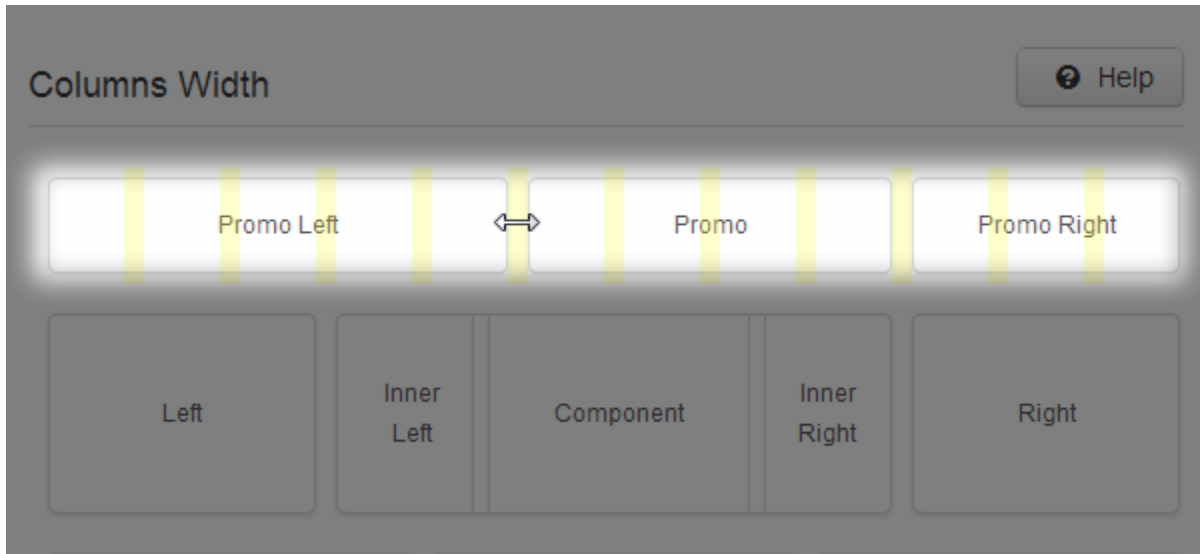 Columns Width
Help
Promo Left
Promo
Promo Right
Left
Inner
Left
Component
Inner
Right
Right